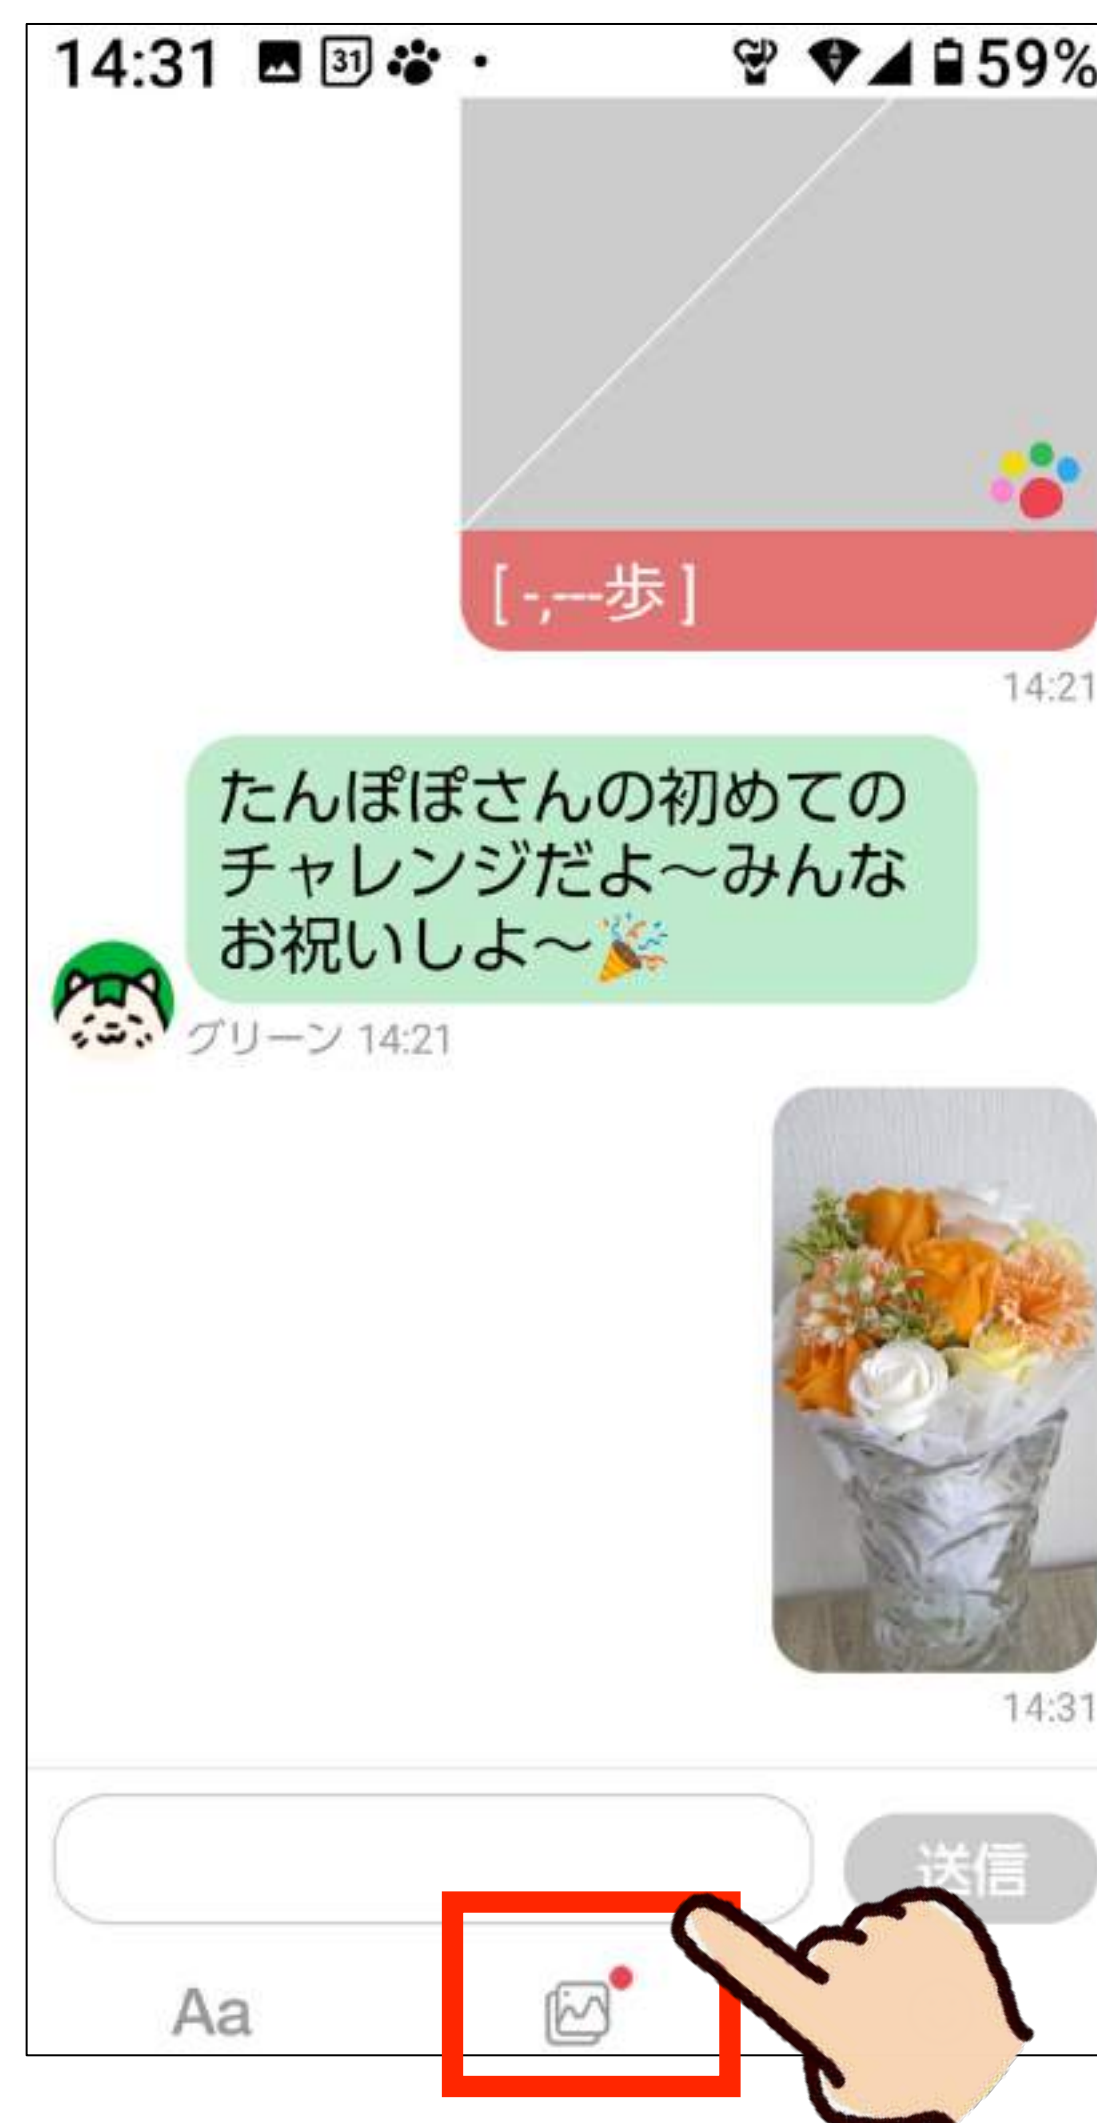 14:31 31 59%
[ -,---歩 ]
14:21
たんぽぽさんの初めての
チャレンジだよ〜みんな
お祝いしよ〜🎉
グリーン 14:21
14:31
送信
Aa